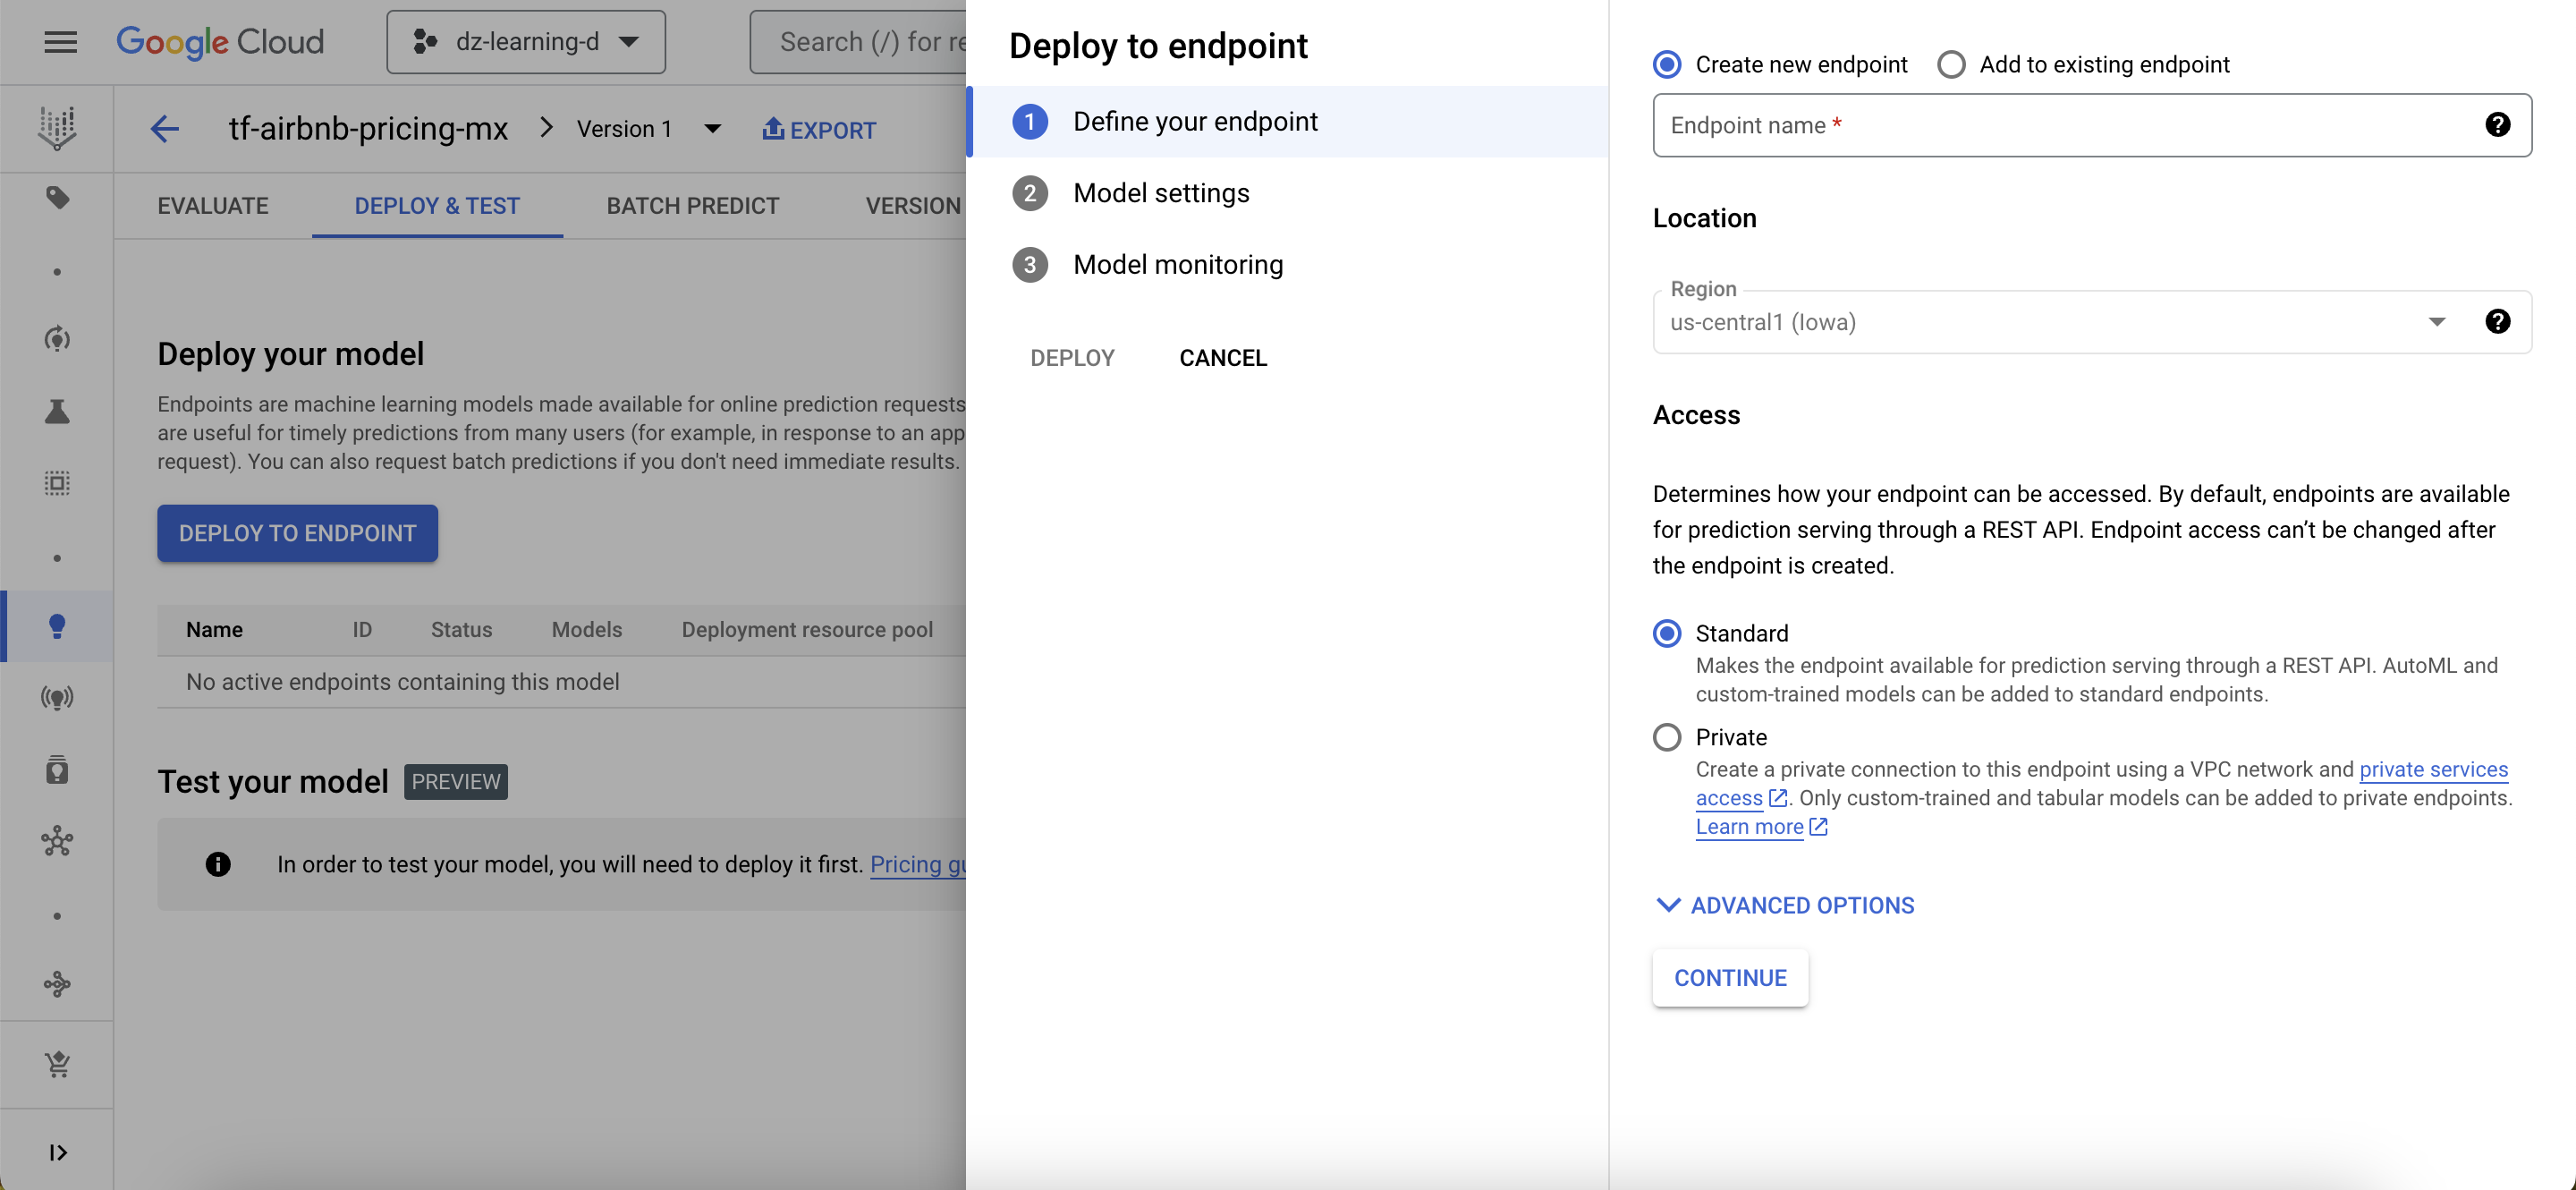 Google Cloud
dz-learning-d
Search (/) for re
tf-airbnb-pricing-mx
Version 1
EXPORT
EVALUATE
DEPLOY & TEST
BATCH PREDICT
VERSION
Deploy your model
Endpoints are machine learning models made available for online prediction requests
are useful for timely predictions from many users (for example, in response to an app
request). You can also request batch predictions if you don't need immediate results.
DEPLOY TO ENDPOINT
Name ID Status Models Deployment resource pool
No active endpoints containing this model
Test your model PREVIEW
In order to test your model, you will need to deploy it first. Pricing gu
Deploy to endpoint
1 Define your endpoint
2 Model settings
3 Model monitoring
DEPLOY CANCEL
Create new endpoint Add to existing endpoint
Endpoint name *
Location
Region
us-central1 (Iowa)
Access
Determines how your endpoint can be accessed. By default, endpoints are available
for prediction serving through a REST API. Endpoint access can’t be changed after
the endpoint is created.
Standard
Makes the endpoint available for prediction serving through a REST API. AutoML and
custom-trained models can be added to standard endpoints.
Private
Create a private connection to this endpoint using a VPC network and private services
access. Only custom-trained and tabular models can be added to private endpoints.
Learn more
ADVANCED OPTIONS
CONTINUE